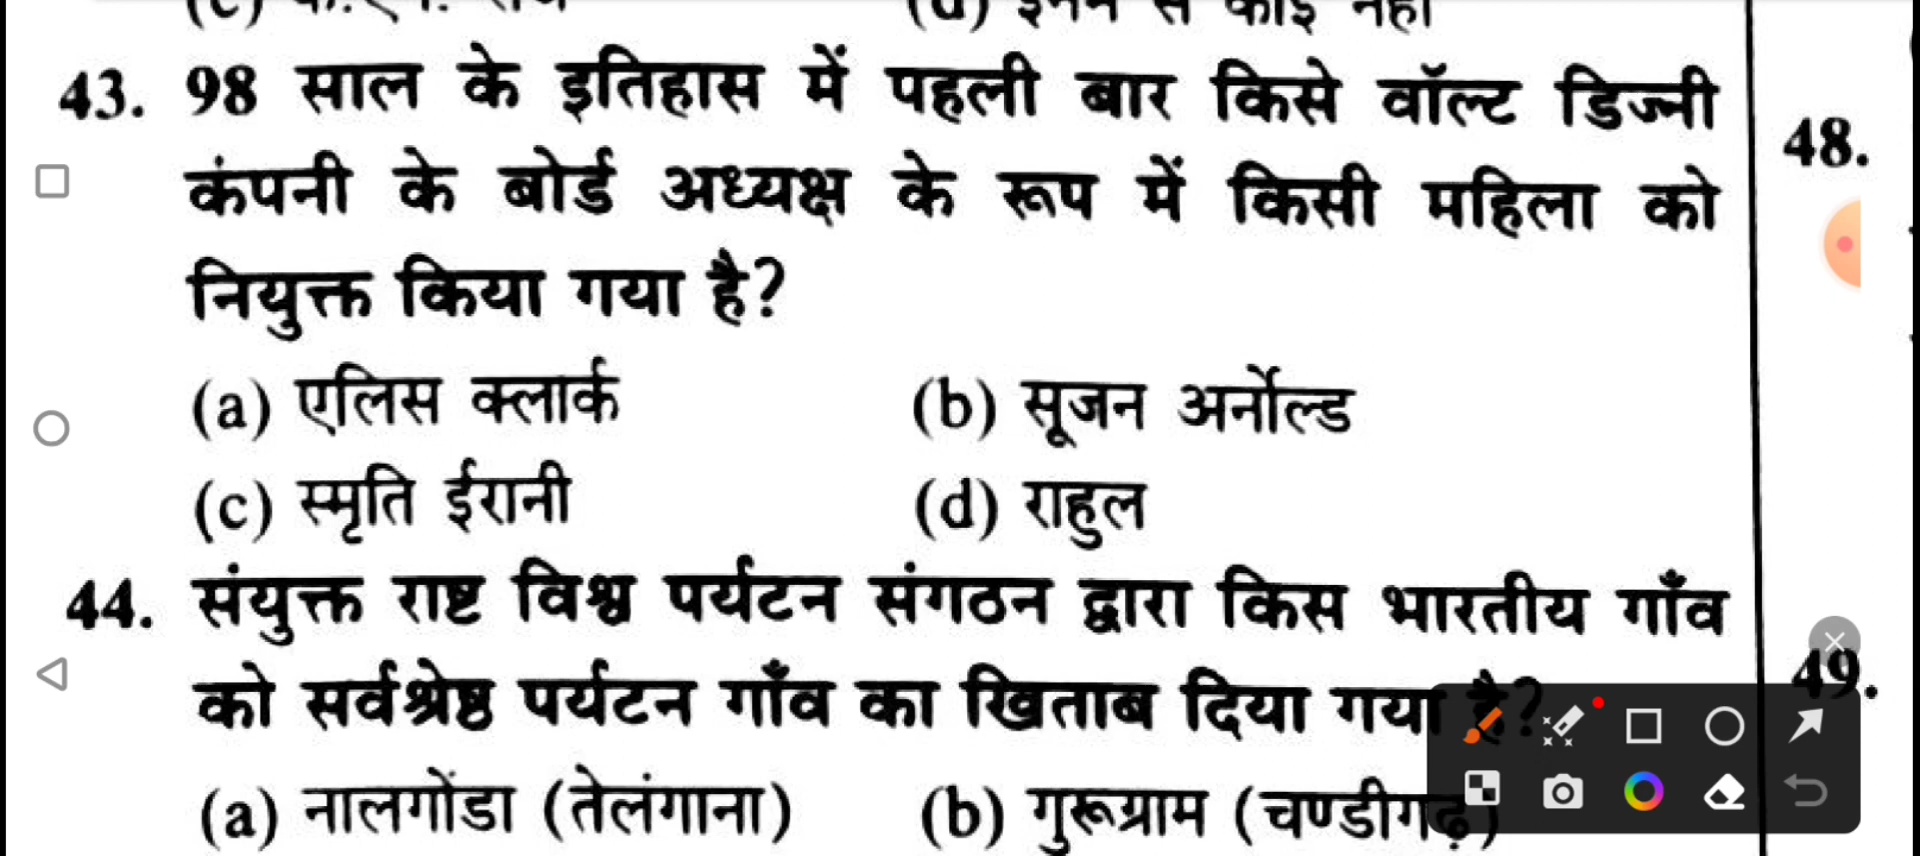 43. 98 साल के इतिहास में पहली बार किसे वॉल्ट डिज्नी
कंपनी के बोर्ड अध्यक्ष के रूप में किसी महिला को
नियुक्त किया गया है?
(a) एलिस क्लार्क (b) सूजन अर्नोल्ड
(c) स्मृति ईरानी (d) राहुल
44. संयुक्त राष्ट विश्व पर्यटन संगठन द्वारा किस भारतीय गाँव
को सर्वश्रेष्ठ पर्यटन गाँव का खिताब दिया गया है?
(a) नालगोंडा (तेलंगाना) (b) गुरूग्राम (चण्डीगढ़)
48.
49.